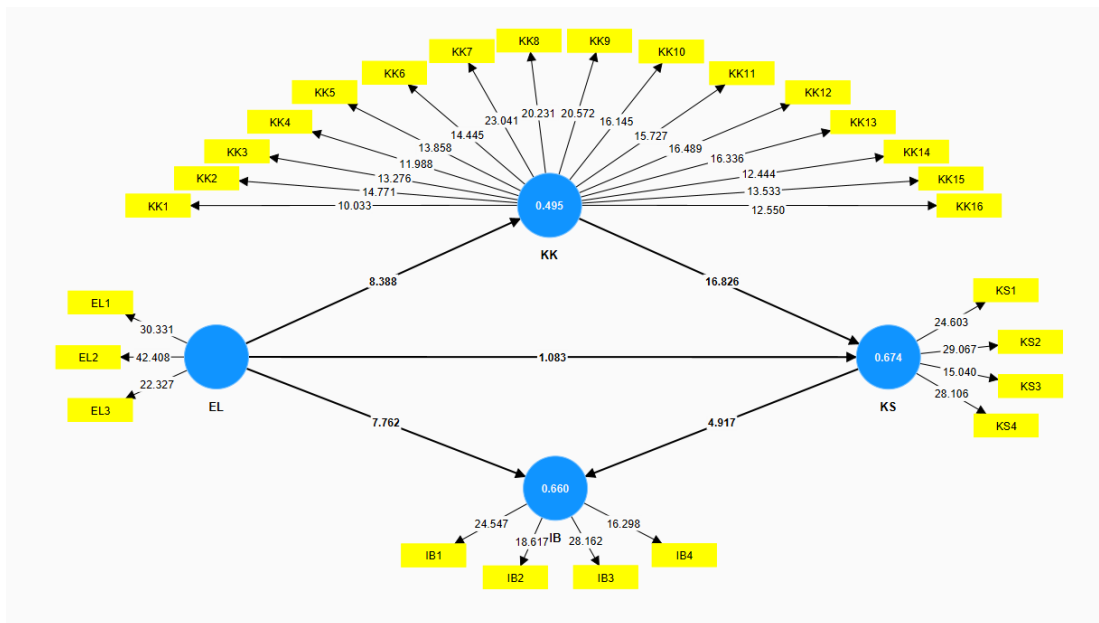 KK8
KK9
KK7
KK10
KK6
KK11
KK5
KK12
KK4
KK13
KK3
KK14
KK2
KK15
KK1
KK16
23.041
20.231
20.572
16.145
14.445
15.727
13.858
16.489
11.988
16.336
13.276
12.444
14.771
13.533
10.033
12.550
0.495
KK
8.388
16.826
EL1
30.331
EL2
42.408
EL3
22.327
EL
1.083
KS1
24.603
KS2
29.067
KS3
15.040
KS4
28.106
0.674
KS
7.762
4.917
0.660
IB
24.547
18.617
28.162
16.298
IB1
IB2
IB3
IB4